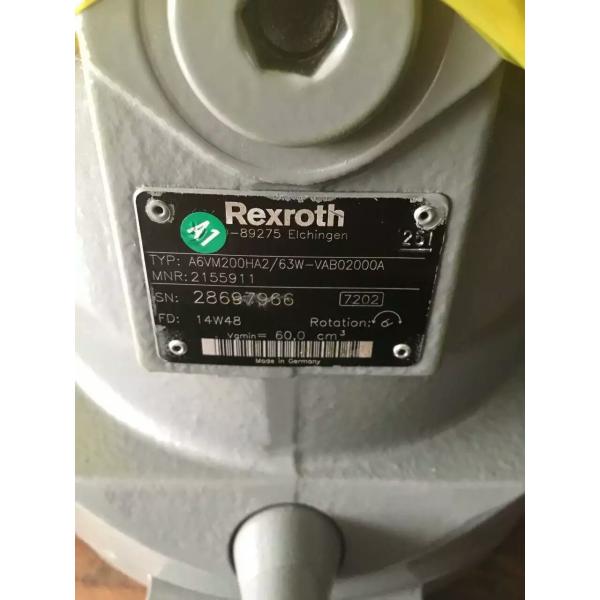 Rexroth
A1
D-89275 Elchingen
251
TYP: A6VM200HA2/63W-VAB02000A
MNR: 2155911
SN: 28697966 7202
FD: 14W48 Rotation:
Vgmin= 60,0 cm³
Made in Germany